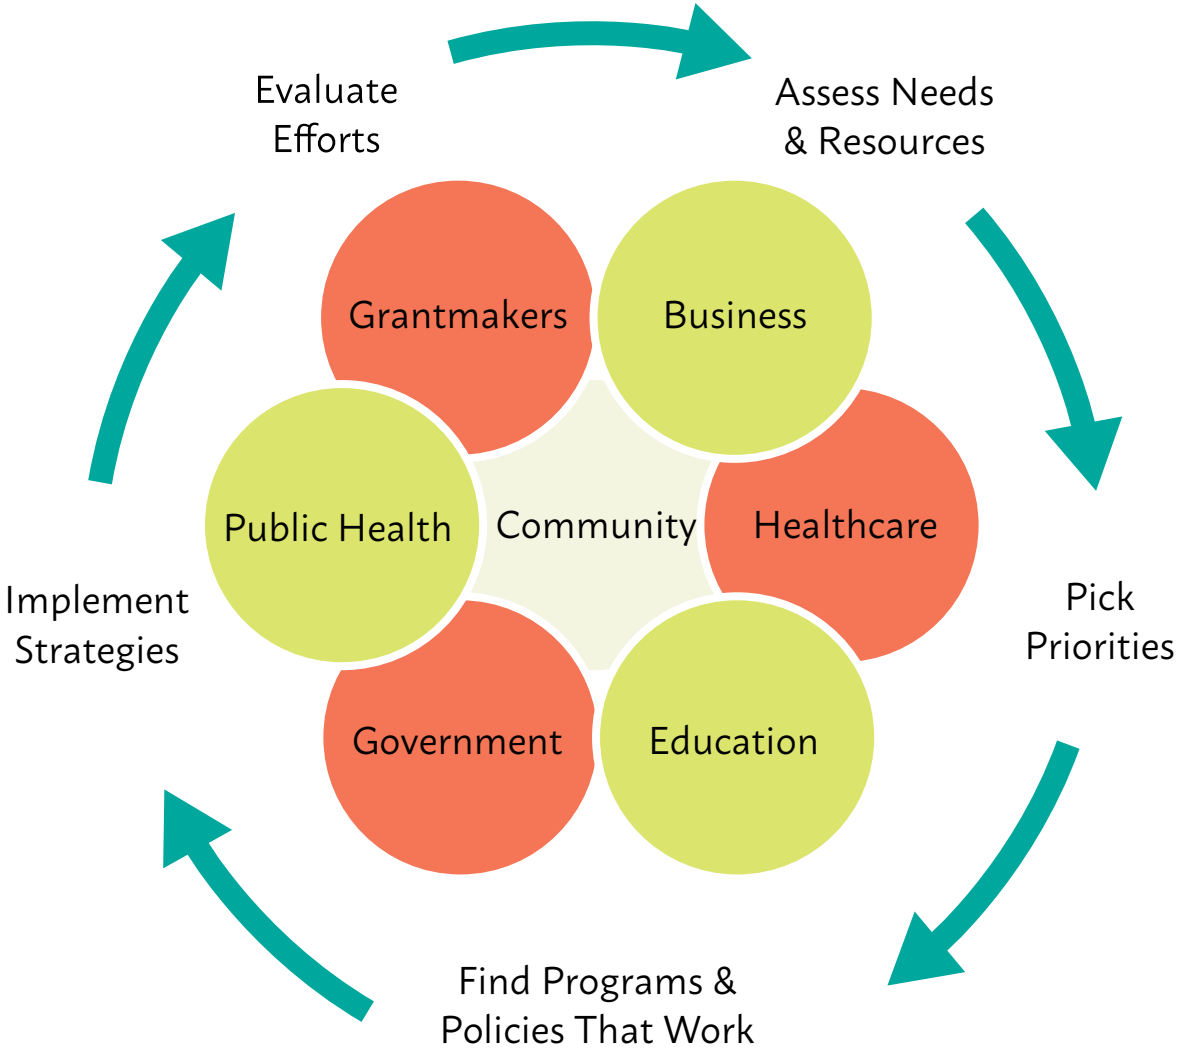 Evaluate
Efforts
Assess Needs
& Resources
Grantmakers
Business
Public Health
Community
Healthcare
Implement
Strategies
Pick
Priorities
Government
Education
Find Programs &
Policies That Work